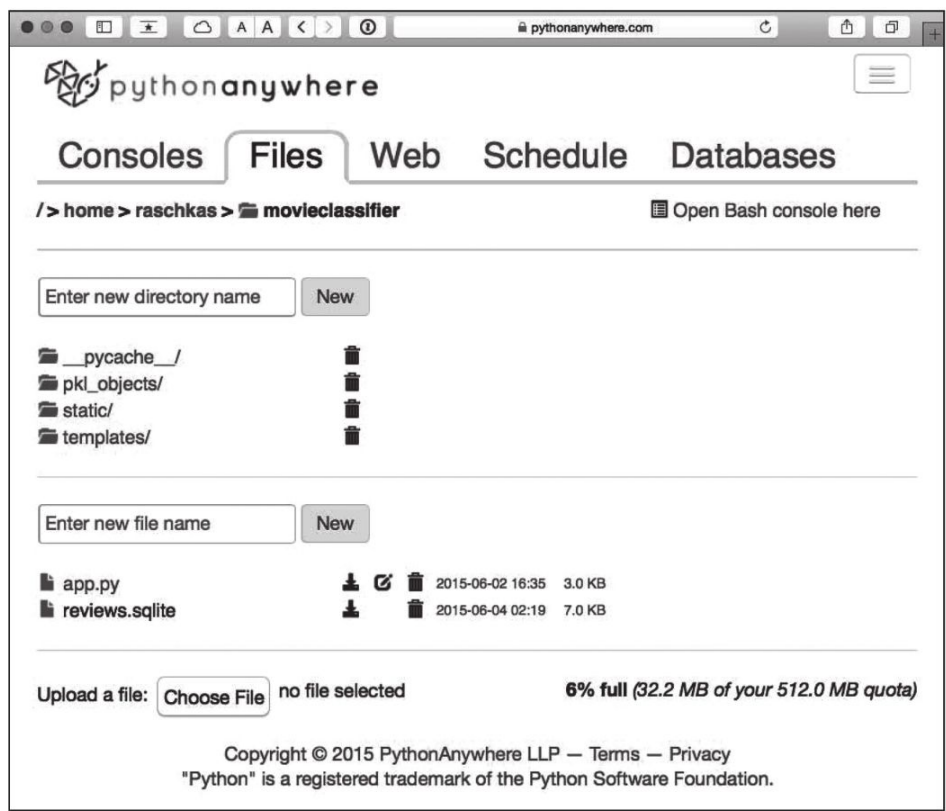 A A
pythonanywhere.com
pythonanywhere
Consoles Files Web Schedule Databases
/ > home > raschkas > movieclassifier
Open Bash console here
Enter new directory name New
__pycache__/
pkl_objects/
static/
templates/
Enter new file name New
app.py 2015-06-02 16:35 3.0 KB
reviews.sqlite 2015-06-04 02:19 7.0 KB
Upload a file: Choose File no file selected 6% full (32.2 MB of your 512.0 MB quota)
Copyright © 2015 PythonAnywhere LLP — Terms — Privacy
"Python" is a registered trademark of the Python Software Foundation.